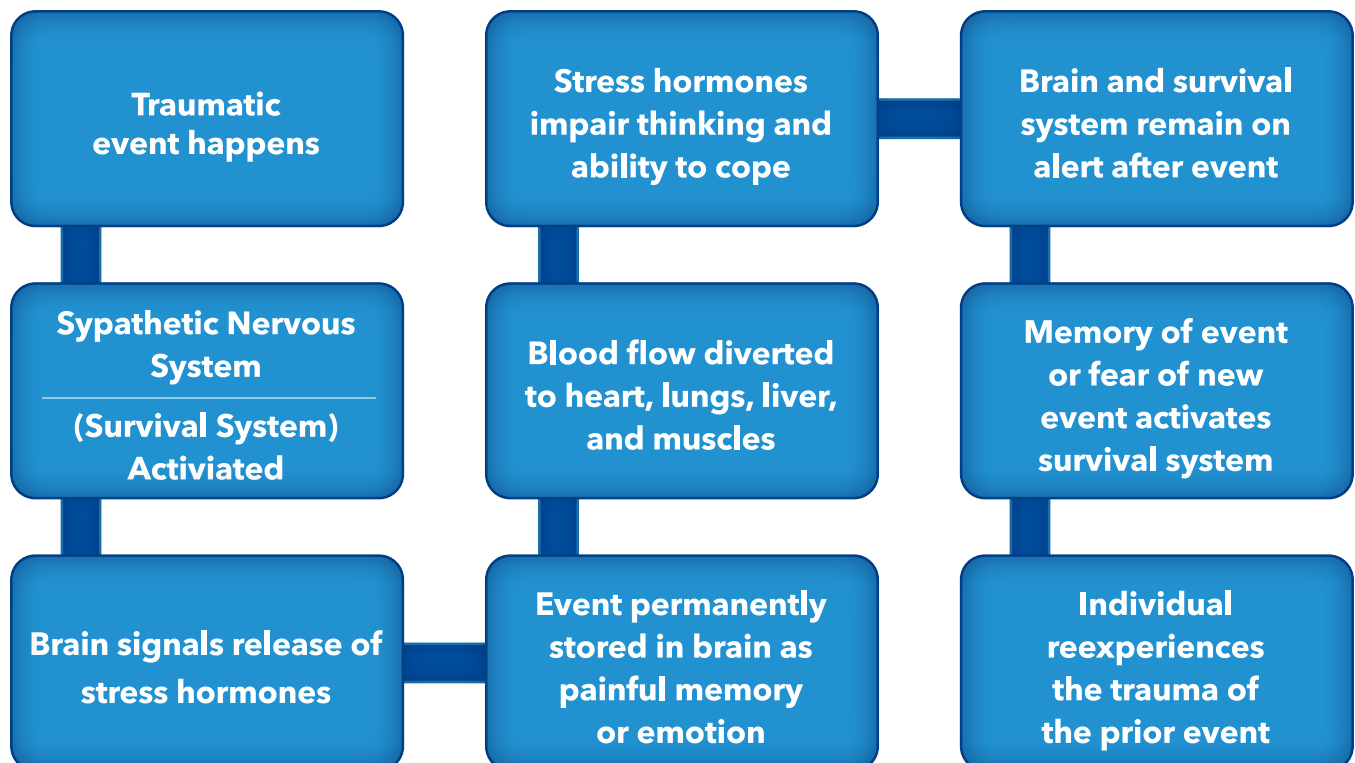 Traumatic
event happens
Sypathetic Nervous
System
(Survival System)
Activiated
Brain signals release of
stress hormones
Event permanently
stored in brain as
painful memory
or emotion
Blood flow diverted
to heart, lungs, liver,
and muscles
Stress hormones
impair thinking and
ability to cope
Brain and survival
system remain on
alert after event
Memory of event
or fear of new
event activates
survival system
Individual
reexperiences
the trauma of
the prior event